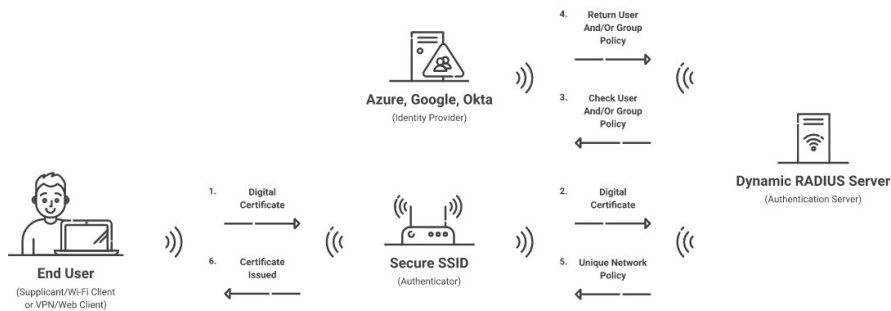 4. Return User
And/Or Group
Policy
Azure, Google, Okta
(Identity Provider)
3. Check User
And/Or Group
Policy
Dynamic RADIUS Server
(Authentication Server)
1. Digital
Certificate
2. Digital
Certificate
End User
(Supplicant/Wi-Fi Client
or VPN/Web Client)
6. Certificate
Issued
Secure SSID
(Authenticator)
5. Unique Network
Policy